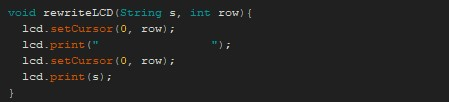 void rewriteLCD(String s, int row){
  lcd.setCursor(0, row);
  lcd.print("                ");
  lcd.setCursor(0, row);
  lcd.print(s);
}